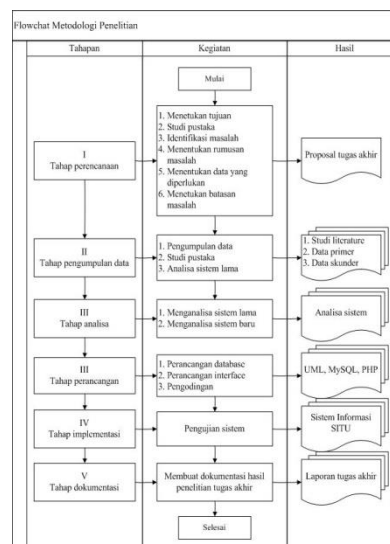 Flowchat Metodologi Penelitian
Tahapan
Kegiatan
Hasil
Mulai
I
Tahap perencanaan
1. Menetukan tujuan
2. Studi pustaka
3. Identifikasi masalah
4. Menentukan rumusan
masalah
5. Menentukan data yang
diperlukan
6. Menetukan batasan
masalah
Proposal tugas akhir
II
Tahap pengumpulan data
1. Pengumpulan data
2. Studi pustaka
3. Analisa sistem lama
1. Studi literature
2. Data primer
3. Data skunder
III
Tahap analisa
1. Menganalisa sistem lama
2. Menganalisa sistem baru
Analisa sistem
III
Tahap perancangan
1. Perancangan database
2. Perancangan interface
3. Pengodingan
UML, MySQL, PHP
IV
Tahap implementasi
Pengujian sistem
Sistem Informasi
SITU
V
Tahap dokumentasi
Membuat dokumentasi hasil
penelitian tugas akhir
Laporan tugas akhir
Selesai